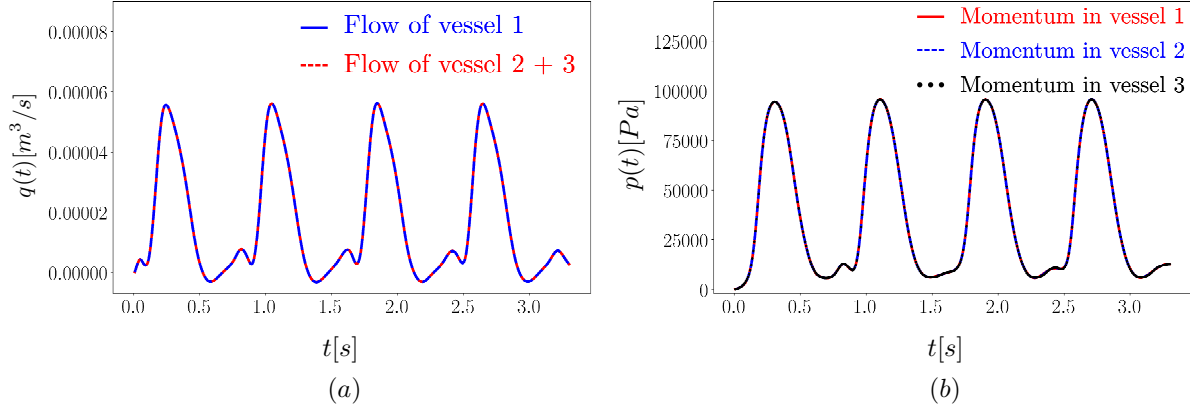 0.00008
0.00006
0.00004
0.00002
0.00000
q(t)[m³/s]
Flow of vessel 1
Flow of vessel 2 + 3
0.0 0.5 1.0 1.5 2.0 2.5 3.0
t[s]
(a)
125000
100000
75000
50000
25000
0
p(t)[Pa]
Momentum in vessel 1
Momentum in vessel 2
Momentum in vessel 3
0.0 0.5 1.0 1.5 2.0 2.5 3.0
t[s]
(b)